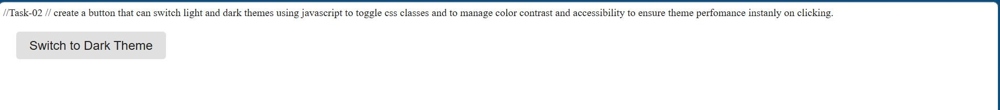 //Task-02 // create a button that can switch light and dark themes using javascript to toggle css classes and to manage color contrast and accessibility to ensure theme perfomance instanly on clicking.
Switch to Dark Theme